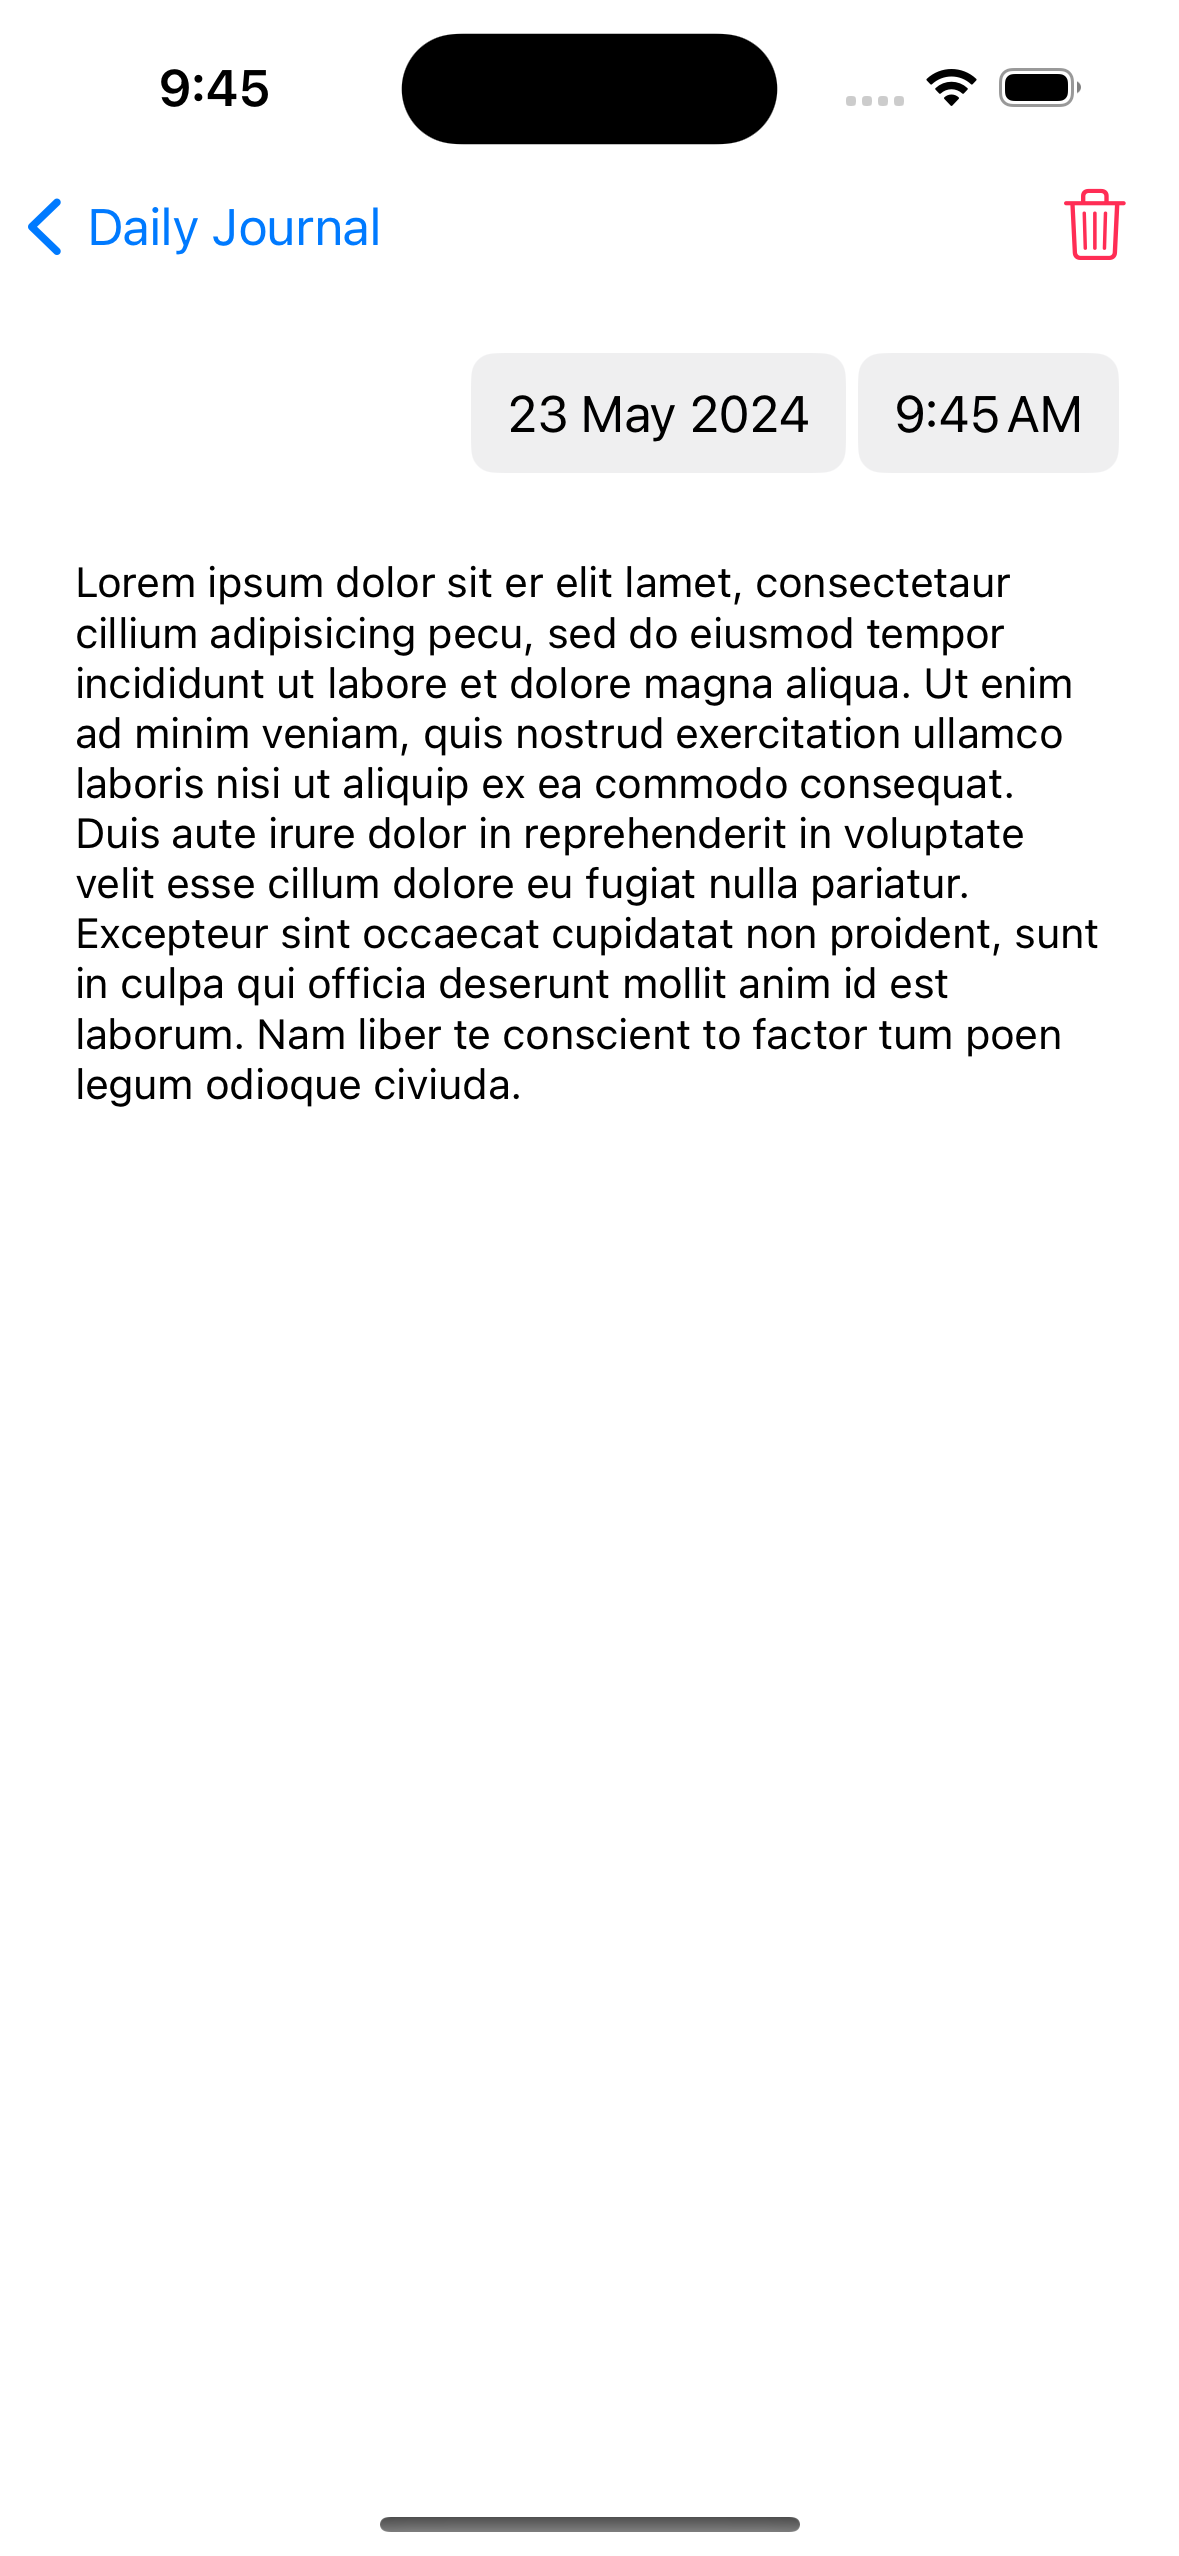 9:45
Daily Journal
23 May 2024 9:45 AM
Lorem ipsum dolor sit er elit lamet, consectetaur
cillium adipisicing pecu, sed do eiusmod tempor
incididunt ut labore et dolore magna aliqua. Ut enim
ad minim veniam, quis nostrud exercitation ullamco
laboris nisi ut aliquip ex ea commodo consequat.
Duis aute irure dolor in reprehenderit in voluptate
velit esse cillum dolore eu fugiat nulla pariatur.
Excepteur sint occaecat cupidatat non proident, sunt
in culpa qui officia deserunt mollit anim id est
laborum. Nam liber te conscient to factor tum poen
legum odioque civiuda.